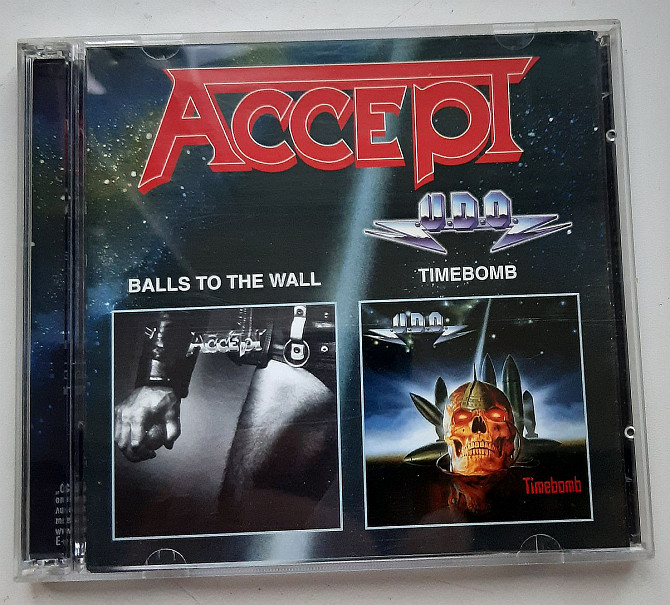 ACCEPT
U.D.O.
BALLS TO THE WALL
TIMEBOMB
ACCEPT
U.D.O.
Timebomb